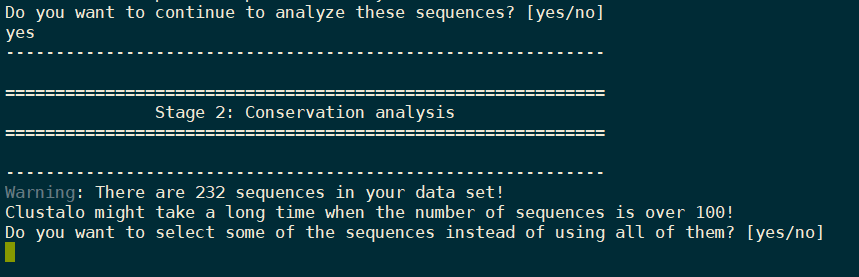 Do you want to continue to analyze these sequences? [yes/no]
yes
------------------------------------------------------------
============================================================
Stage 2: Conservation analysis
============================================================
------------------------------------------------------------
Warning: There are 232 sequences in your data set!
Clustalo might take a long time when the number of sequences is over 100!
Do you want to select some of the sequences instead of using all of them? [yes/no]